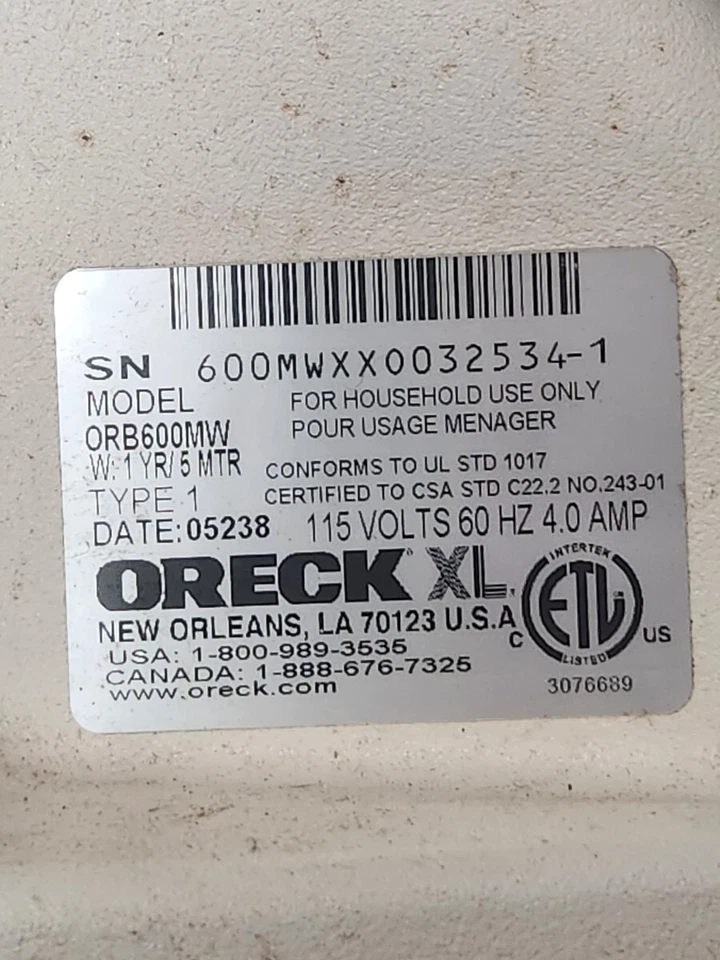 SN 600MWXX0032534-1
MODEL FOR HOUSEHOLD USE ONLY
ORB600MW POUR USAGE MENAGER
W: 1 YR/ 5 MTR CONFORMS TO UL STD 1017
TYPE 1 CERTIFIED TO CSA STD C22.2 NO.243-01
DATE: 05238 115 VOLTS 60 HZ 4.0 AMP
ORECK® XL®
NEW ORLEANS, LA 70123 U.S.A
USA: 1-800-989-3535
CANADA: 1-888-676-7325
www.oreck.com
INTERTEK
C ETL US
LISTED
3076689